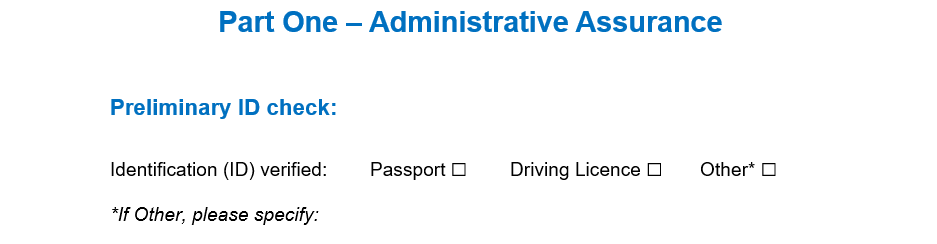 Part One – Administrative Assurance
Preliminary ID check:
Identification (ID) verified: Passport ☐ Driving Licence ☐ Other* ☐
*If Other, please specify: